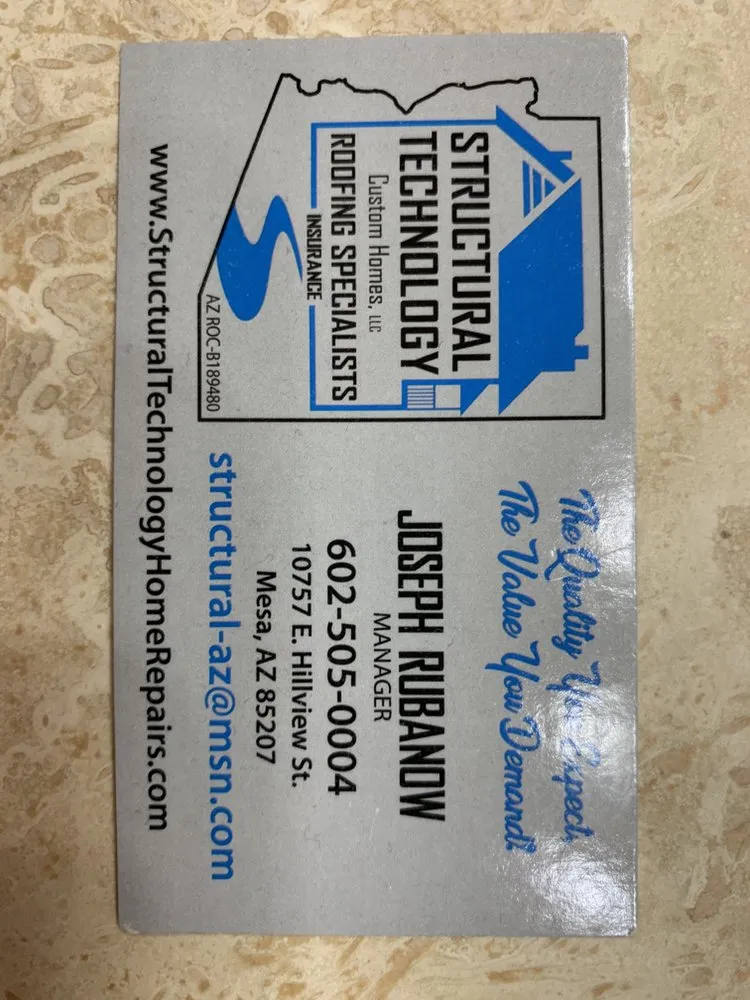 STRUCTURAL
TECHNOLOGY
Custom Homes, LLC
ROOFING SPECIALISTS
INSURANCE
AZ ROC-B189480
The Quality You Expect,
The Value You Demand!
JOSEPH RUBANOW
MANAGER
602-505-0004
10757 E. Hillview St.
Mesa, AZ 85207
structural-az@msn.com
www.StructuralTechnologyHomeRepairs.com